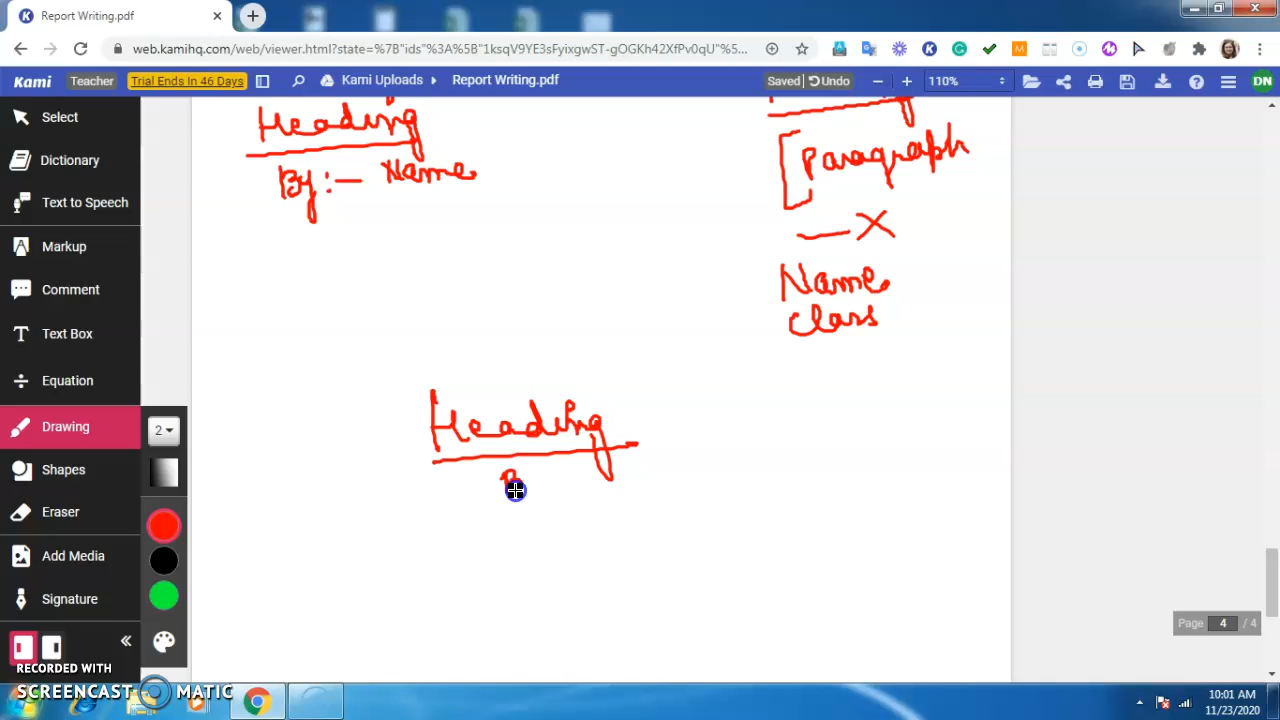 Report Writing.pdf
web.kamihq.com/web/viewer.html?state=%7B"ids"%3A%5B"1ksqV9YE3sFyixgwST-gOGKh42XfPv0qU"%5...
Kami Teacher Trial Ends In 46 Days Kami Uploads Report Writing.pdf Saved Undo 110% DN
Select
Dictionary
Text to Speech
Markup
Comment
Text Box
Equation
Drawing
Shapes
Eraser
Add Media
Signature
2
Heading
By :- Name
[Paragraph
—X
Name
Class
Heading
Page 4 / 4
RECORDED WITH
SCREENCAST MATIC
10:01 AM
11/23/2020